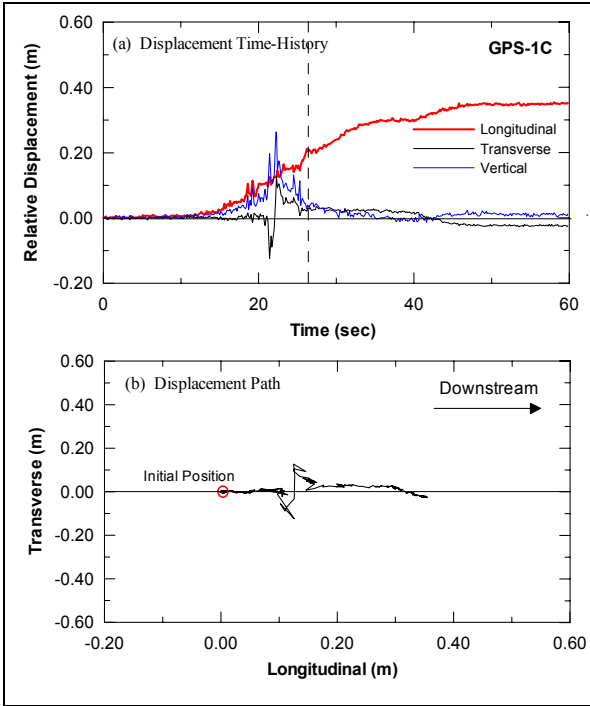 0.60
(a) Displacement Time-History
GPS-1C
0.40
Longitudinal
Transverse
Vertical
0.20
0.00
-0.20
Relative Displacement (m)
0 20 40 60
Time (sec)
0.60
(b) Displacement Path
Downstream
0.40
0.20
Initial Position
0.00
-0.20
-0.40
-0.60
Transverse (m)
-0.20 0.00 0.20 0.40 0.60
Longitudinal (m)